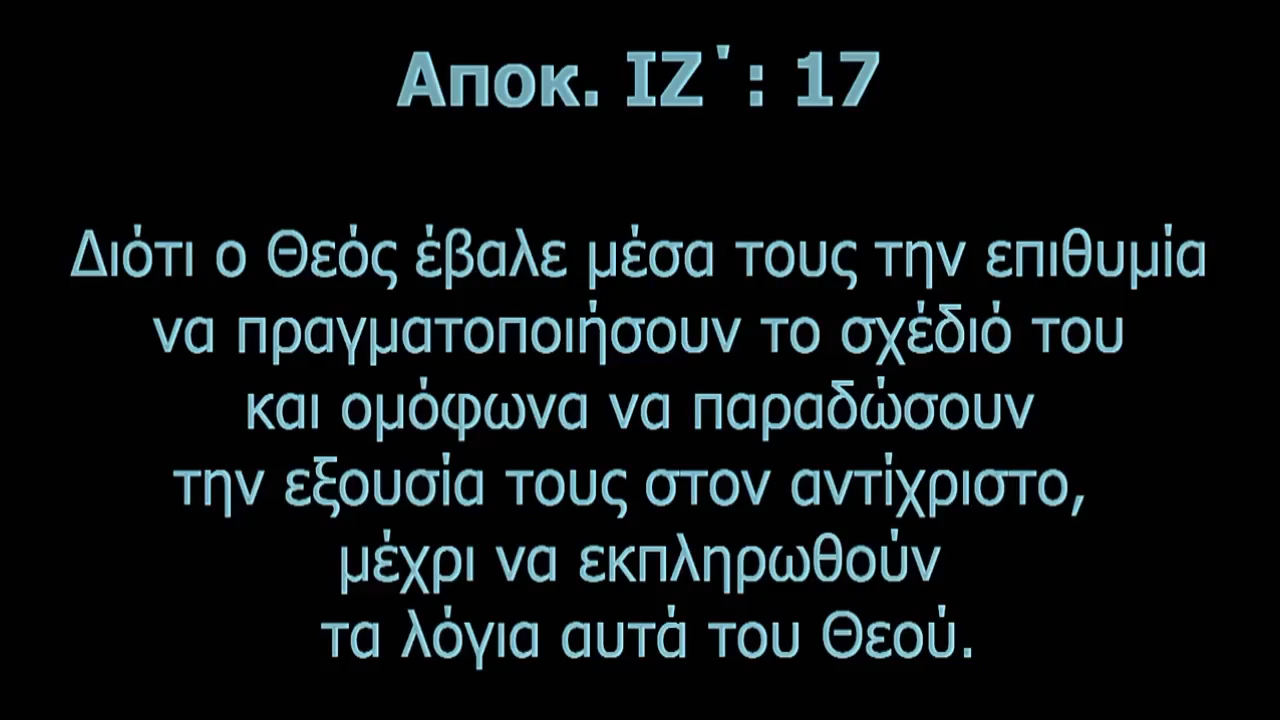 Αποκ. ΙΖ΄: 17
Διότι ο Θεός έβαλε μέσα τους την επιθυμία
να πραγματοποιήσουν το σχέδιό του
και ομόφωνα να παραδώσουν
την εξουσία τους στον αντίχριστο,
μέχρι να εκπληρωθούν
τα λόγια αυτά του Θεού.